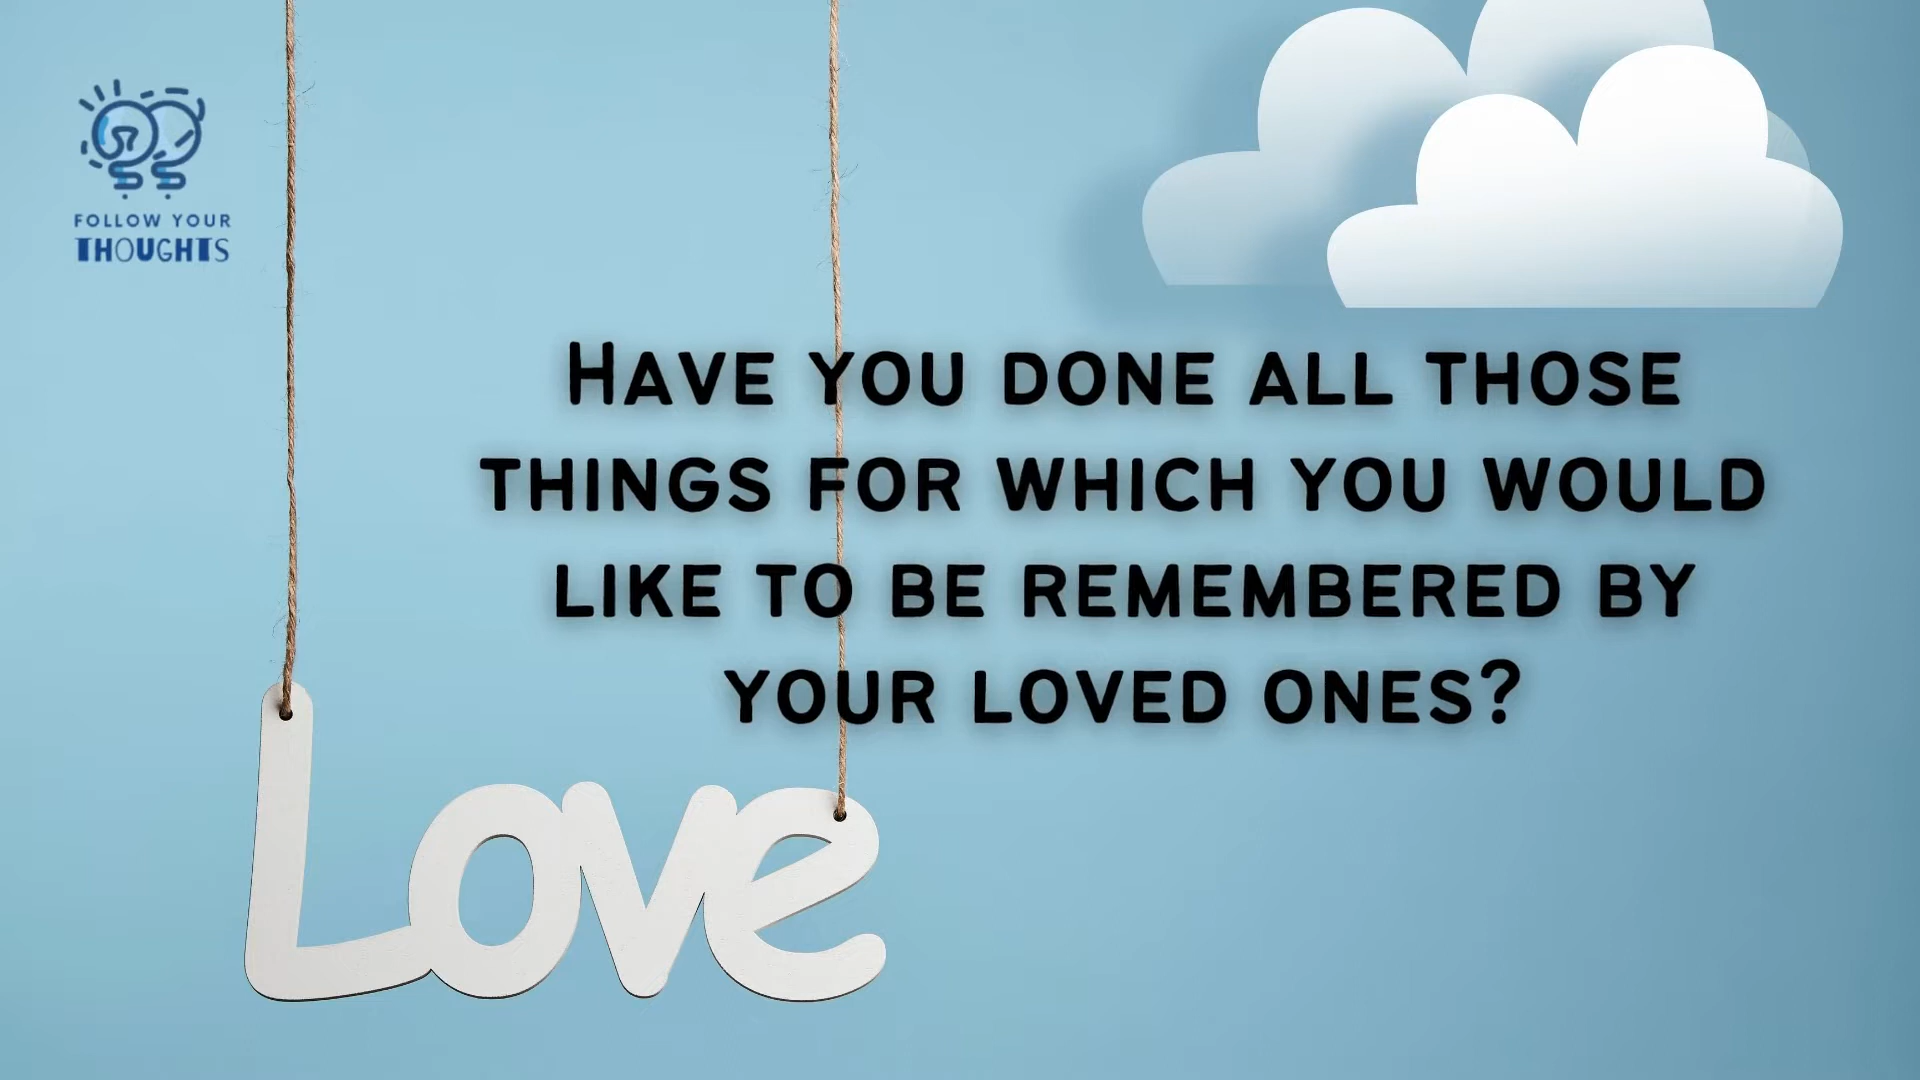 FOLLOW YOUR
THOUGHTS
HAVE YOU DONE ALL THOSE
THINGS FOR WHICH YOU WOULD
LIKE TO BE REMEMBERED BY
YOUR LOVED ONES?
Love